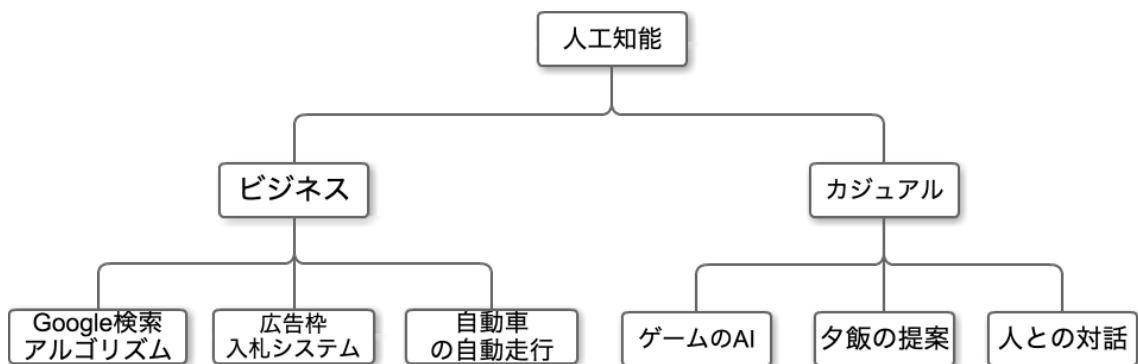 人工知能
ビジネス
カジュアル
Google検索
アルゴリズム
広告枠
入札システム
自動車
の自動走行
ゲームのAI
夕飯の提案
人との対話